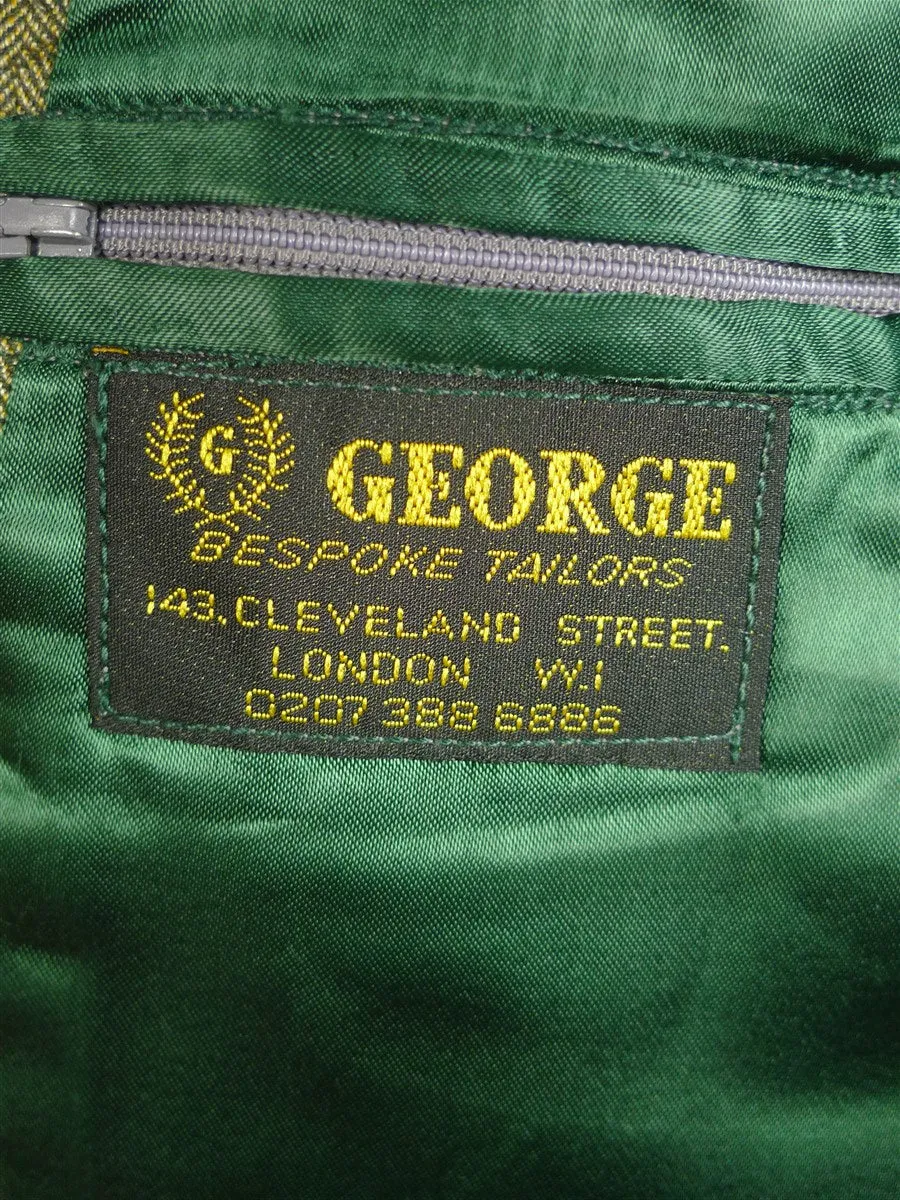 G GEORGE
BESPOKE TAILORS
143, CLEVELAND STREET.
LONDON W.1
0207 388 6886